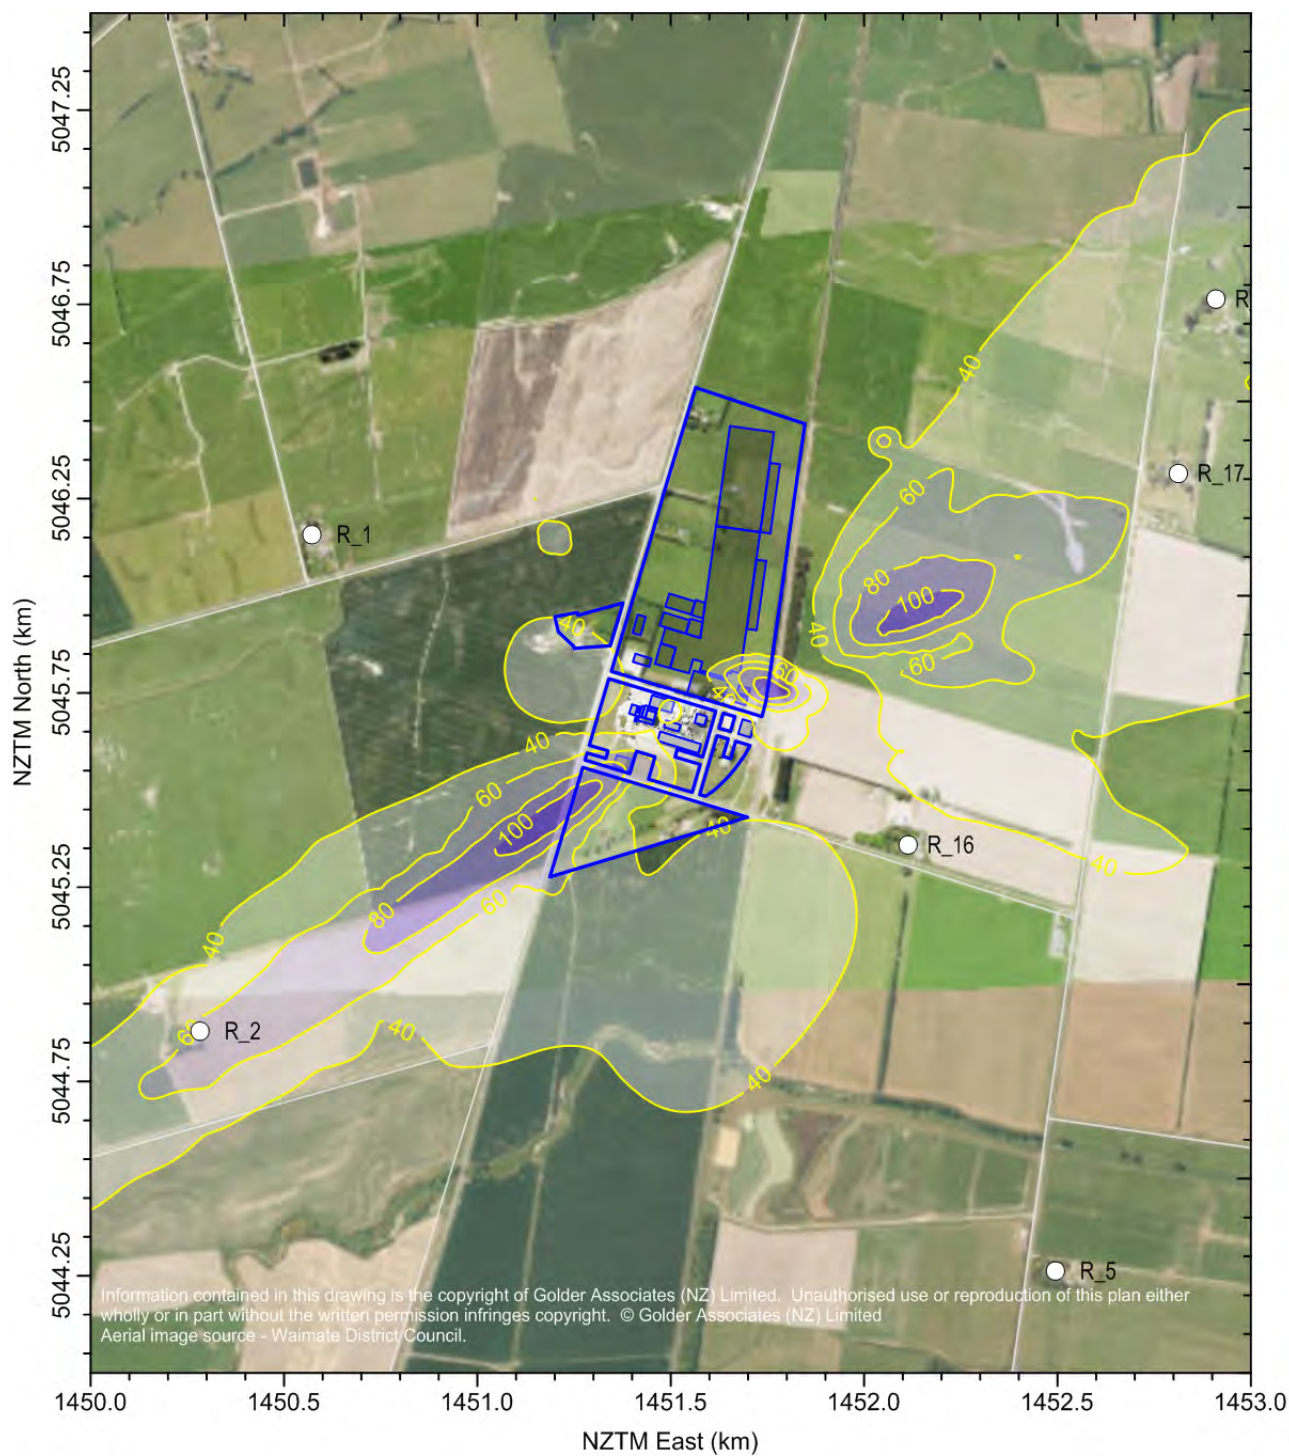 5047.25
5046.75
40
R
40
60
R_17
5046.25
R_1
80
100
40
40
60
60
5045.75
40
NZTM North (km)
40
60
100
40
R_16
40
5045.25
60
80
40
60
R_2
40
5044.75
40
5044.25
R_5
Information contained in this drawing is the copyright of Golder Associates (NZ) Limited. Unauthorised use or reproduction of this plan either
wholly or in part without the written permission infringes copyright. © Golder Associates (NZ) Limited
Aerial image source - Waimate District Council.
1450.0 1450.5 1451.0 1451.5 1452.0 1452.5 1453.0
NZTM East (km)